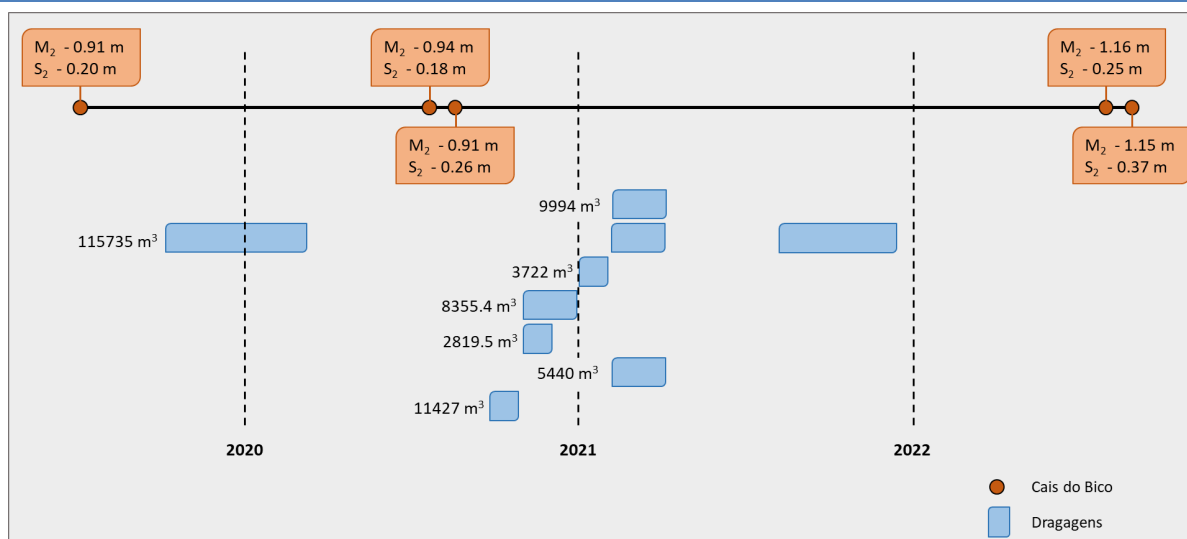 M₂ - 0.91 m
S₂ - 0.20 m
M₂ - 0.94 m
S₂ - 0.18 m
M₂ - 1.16 m
S₂ - 0.25 m
M₂ - 0.91 m
S₂ - 0.26 m
M₂ - 1.15 m
S₂ - 0.37 m
9994 m³
115735 m³
3722 m³
8355.4 m³
2819.5 m³
5440 m³
11427 m³
2020
2021
2022
Cais do Bico
Dragagens